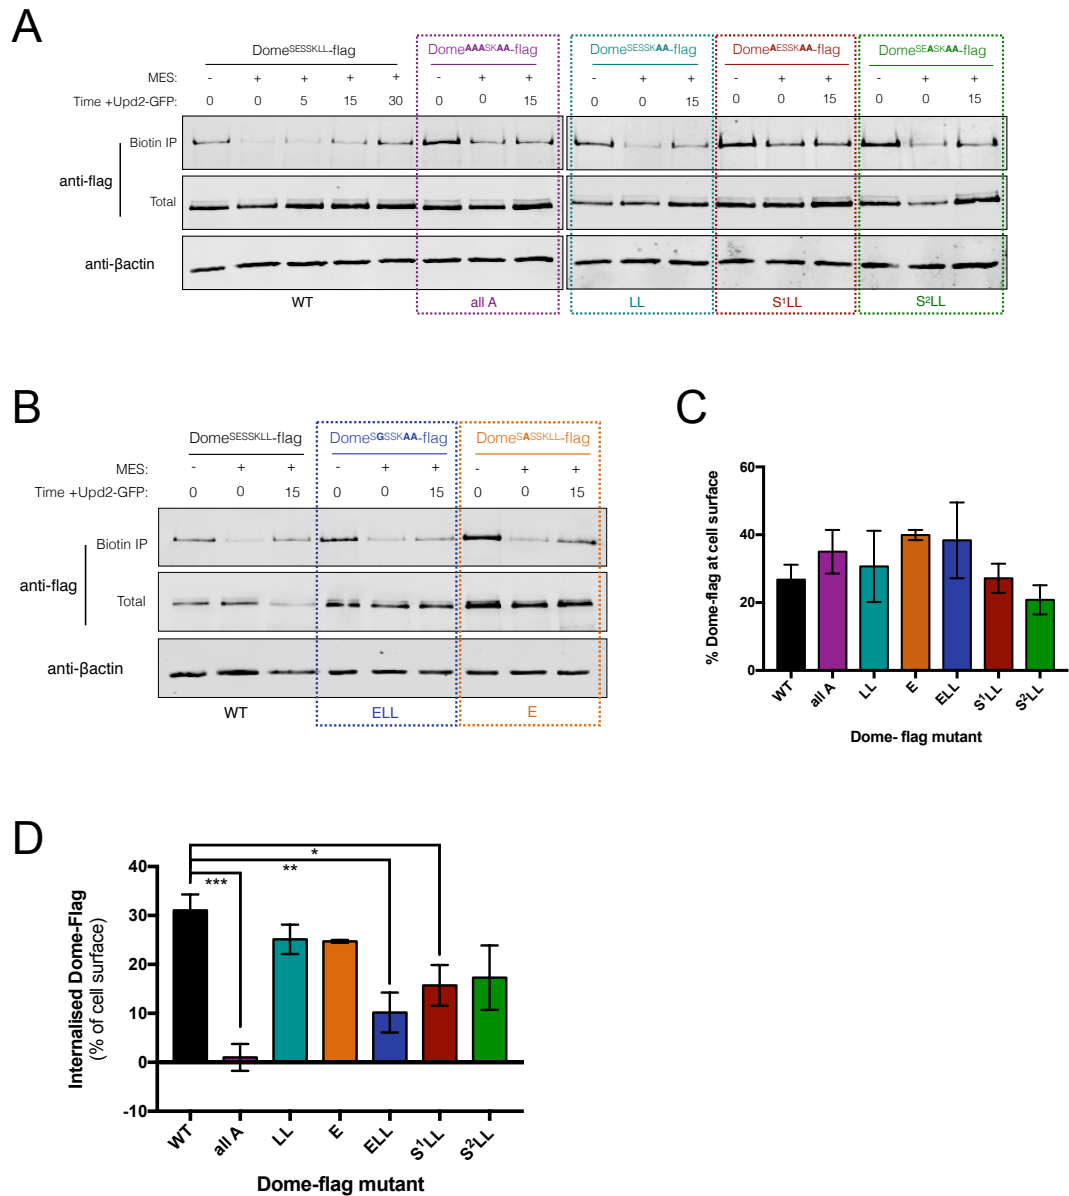 A
Dome^SESSKLL-flag Dome^AAASKAA-flag Dome^SESSKAA-flag Dome^AESSKAA-flag Dome^SEASKAA-flag
MES: - + + + + - + + - + + - + + - + +
Time +Upd2-GFP: 0 0 5 15 30 0 0 15 0 0 15 0 0 15 0 0 15
Biotin IP
anti-flag
Total
anti-βactin
WT all A LL S¹LL S²LL
B
Dome^SESSKLL-flag Dome^SGSSKAA-flag Dome^SASSKLL-flag
MES: - + + - + + - + +
Time +Upd2-GFP: 0 0 15 0 0 15 0 0 15
Biotin IP
anti-flag
Total
anti-βactin
WT ELL E
C
% Dome-flag at cell surface
60
40
20
0
WT all A LL E ELL S¹LL S²LL
Dome- flag mutant
D
Internalised Dome-Flag
(% of cell surface)
40
30
20
10
0
-10
*
**
***
WT all A LL E ELL S¹LL S²LL
Dome-flag mutant